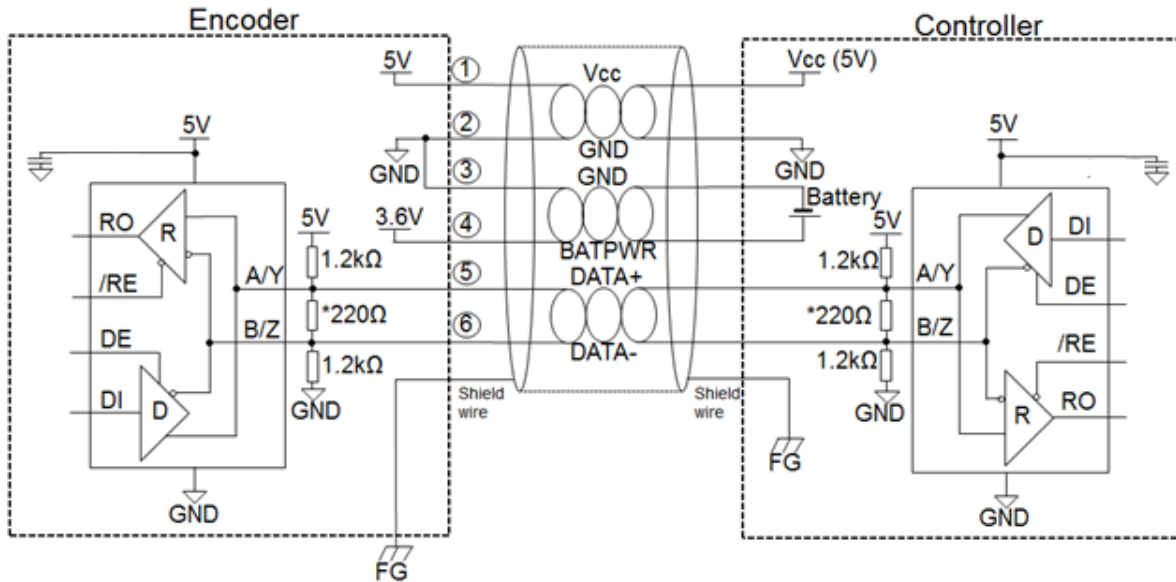 Encoder
Controller
5V
①
Vcc
Vcc (5V)
5V
②
GND
GND
GND
5V
③
GND
Battery
3.6V
④
BATPWR
RO
R
/RE
5V
1.2kΩ
A/Y
⑤
DATA+
5V
1.2kΩ
A/Y
D
DI
DE
*220Ω
*220Ω
DE
B/Z
⑥
DATA-
B/Z
/RE
1.2kΩ
1.2kΩ
DI
D
GND
Shield
wire
Shield
wire
GND
R
RO
FG
GND
GND
FG